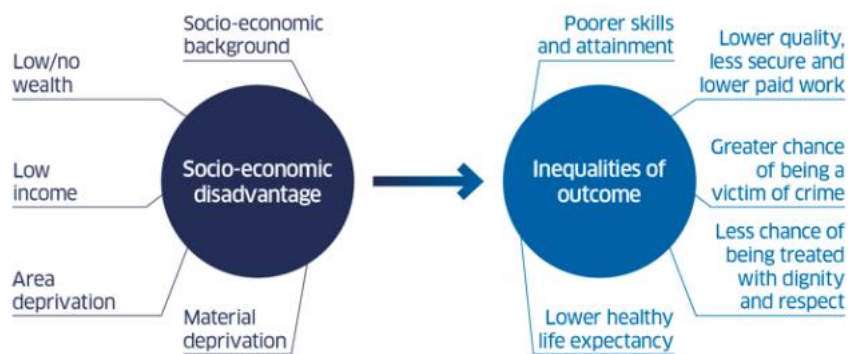 Socio-economic
background
Low/no
wealth
Low
income
Area
deprivation
Material
deprivation
Socio-economic
disadvantage
Inequalities of
outcome
Poorer skills
and attainment
Lower quality,
less secure and
lower paid work
Greater chance
of being a
victim of crime
Less chance of
being treated
with dignity
and respect
Lower healthy
life expectancy